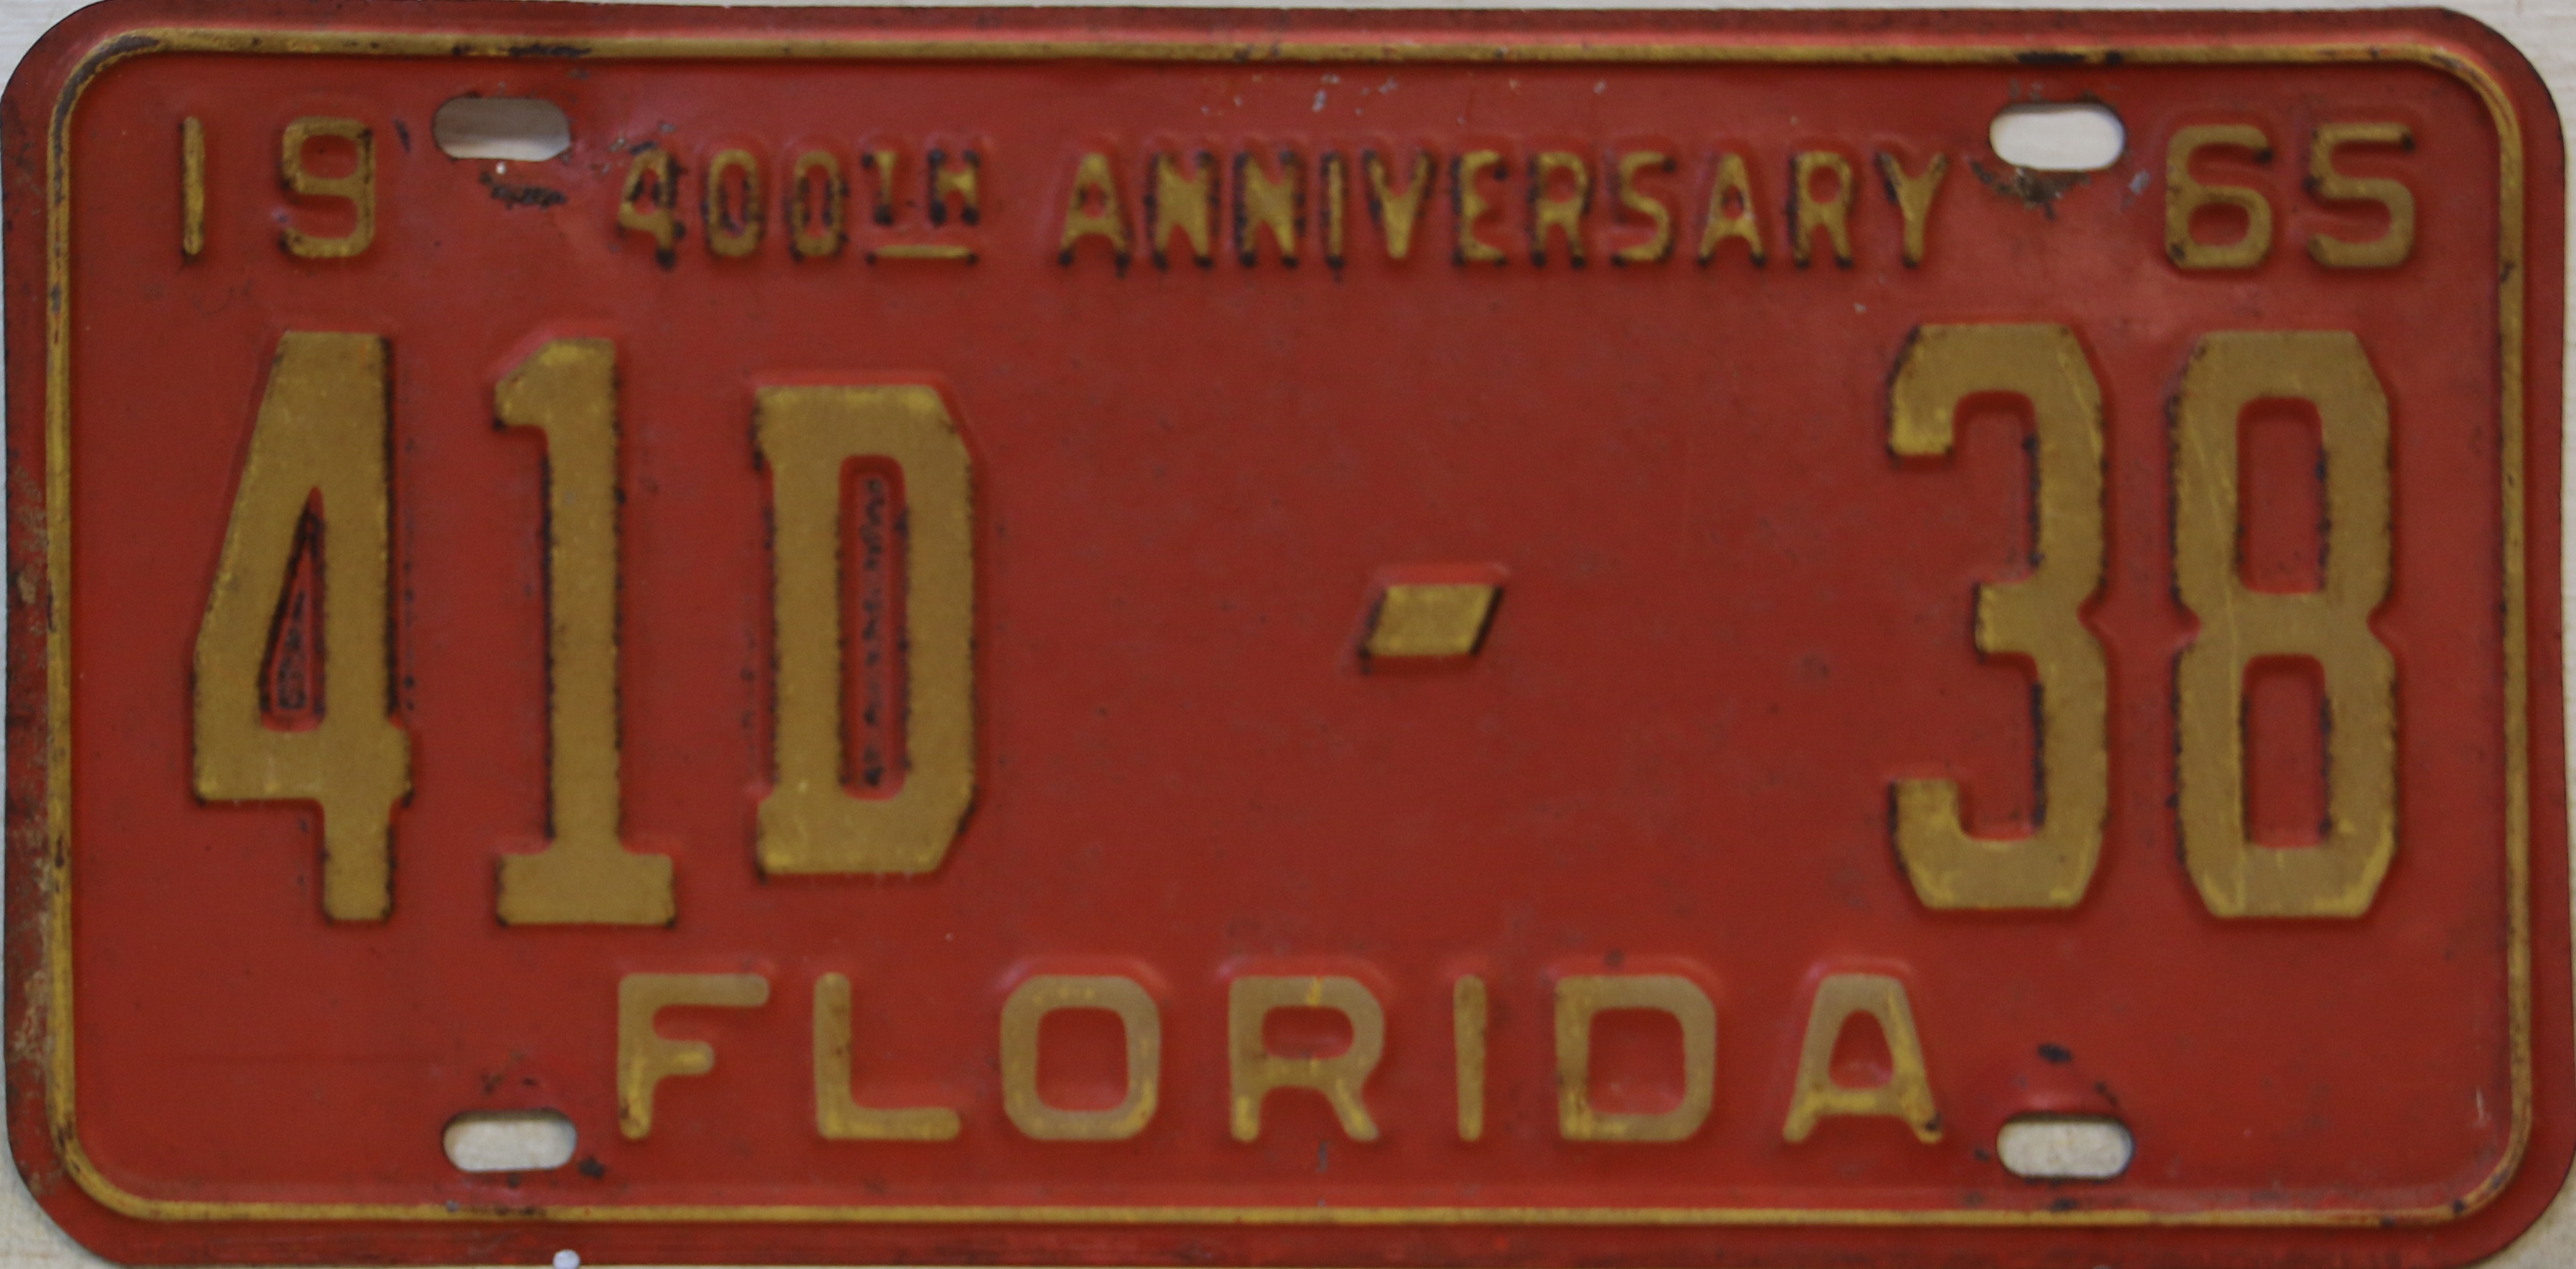 19 400TH ANNIVERSARY 65
41D - 38
FLORIDA